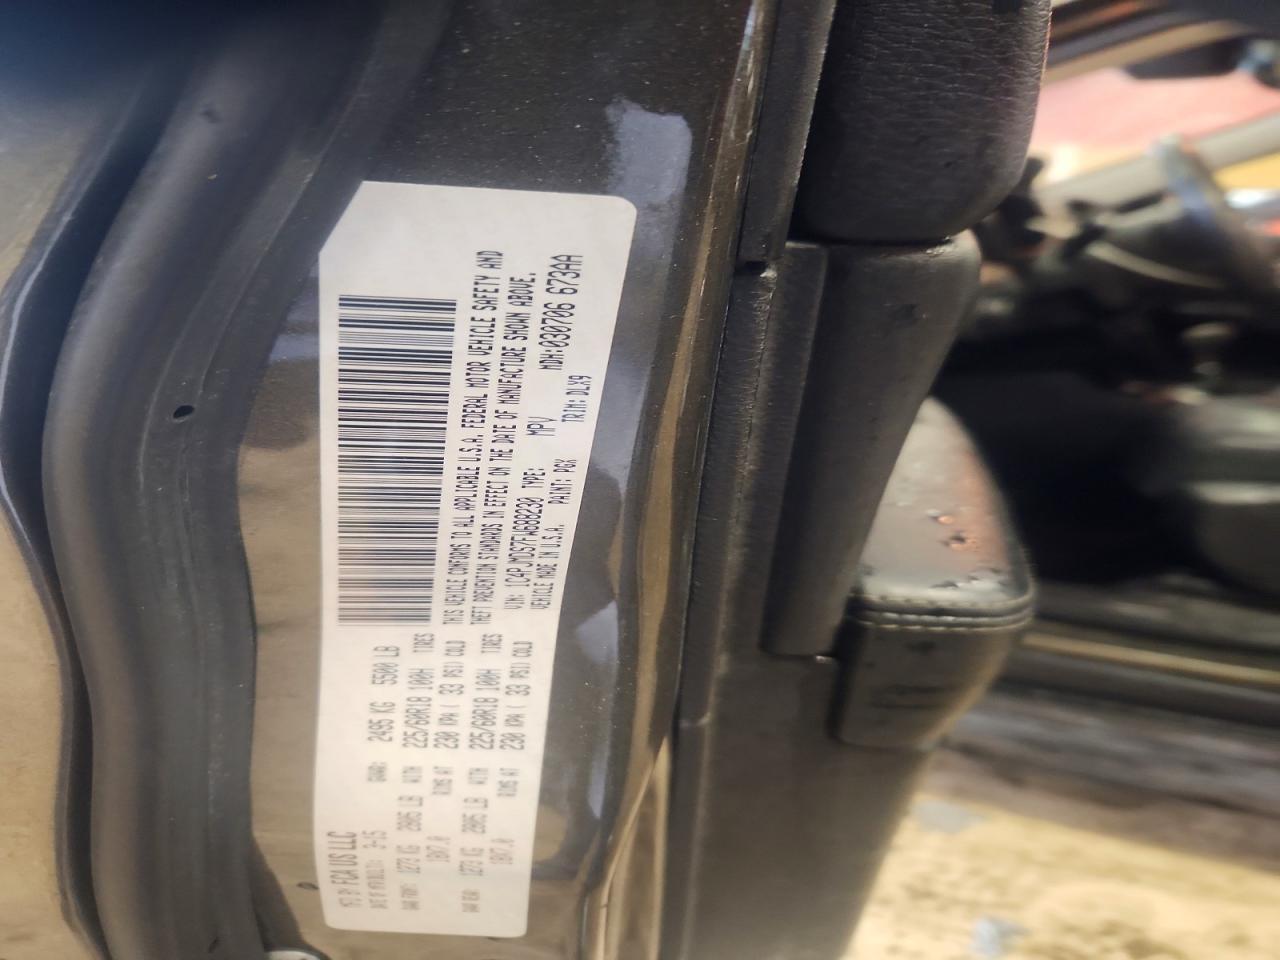 MFD BY FCA US LLC
DATE OF MFR(BUILT): 3-15 GVWR: 2495 KG 5500 LB
GAWR FRONT: 1273 KG 2805 LB WITH 225/60R18 100H TIRES
18X7.0 RIMS AT 230 KPA ( 33 PSI) COLD
GAWR REAR: 1273 KG 2805 LB WITH 225/60R18 100H TIRES
18X7.0 RIMS AT 230 KPA ( 33 PSI) COLD
THIS VEHICLE CONFORMS TO ALL APPLICABLE U.S.A. FEDERAL MOTOR VEHICLE SAFETY AND
THEFT PREVENTION STANDARDS IN EFFECT ON THE DATE OF MANUFACTURE SHOWN ABOVE.
VIN: 1C4PJMDS7FW688230 TYPE: MPV MDH:030706 673AA
VEHICLE MADE IN U.S.A. PAINT: PGX TRIM: DLX9